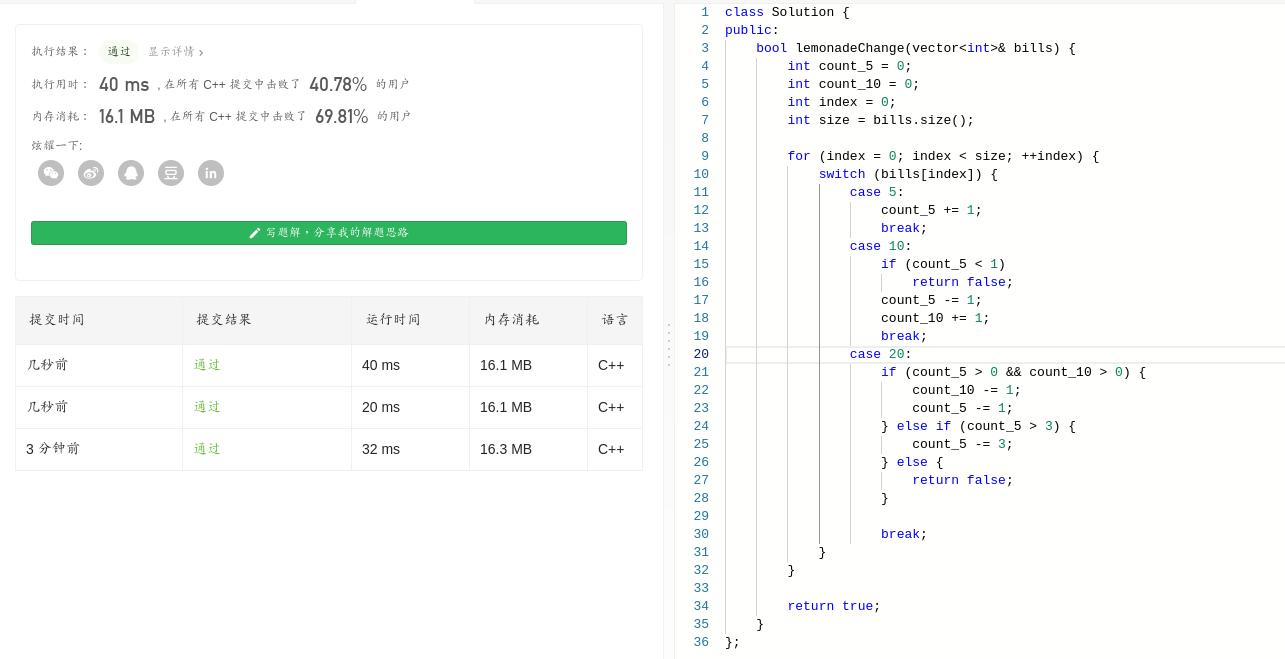 执行结果： 通过 显示详情 ›
执行用时： 40 ms , 在所有 C++ 提交中击败了 40.78% 的用户
内存消耗： 16.1 MB , 在所有 C++ 提交中击败了 69.81% 的用户
炫耀一下:
写题解，分享我的解题思路
提交时间 提交结果 运行时间 内存消耗 语言
几秒前 通过 40 ms 16.1 MB C++
几秒前 通过 20 ms 16.1 MB C++
3 分钟前 通过 32 ms 16.3 MB C++
1 class Solution {
2 public:
3     bool lemonadeChange(vector<int>& bills) {
4         int count_5 = 0;
5         int count_10 = 0;
6         int index = 0;
7         int size = bills.size();
8
9         for (index = 0; index < size; ++index) {
10             switch (bills[index]) {
11                 case 5:
12                     count_5 += 1;
13                     break;
14                 case 10:
15                     if (count_5 < 1)
16                         return false;
17                     count_5 -= 1;
18                     count_10 += 1;
19                     break;
20                 case 20:
21                     if (count_5 > 0 && count_10 > 0) {
22                         count_10 -= 1;
23                         count_5 -= 1;
24                     } else if (count_5 > 3) {
25                         count_5 -= 3;
26                     } else {
27                         return false;
28                     }
29
30                     break;
31             }
32         }
33
34         return true;
35     }
36 };